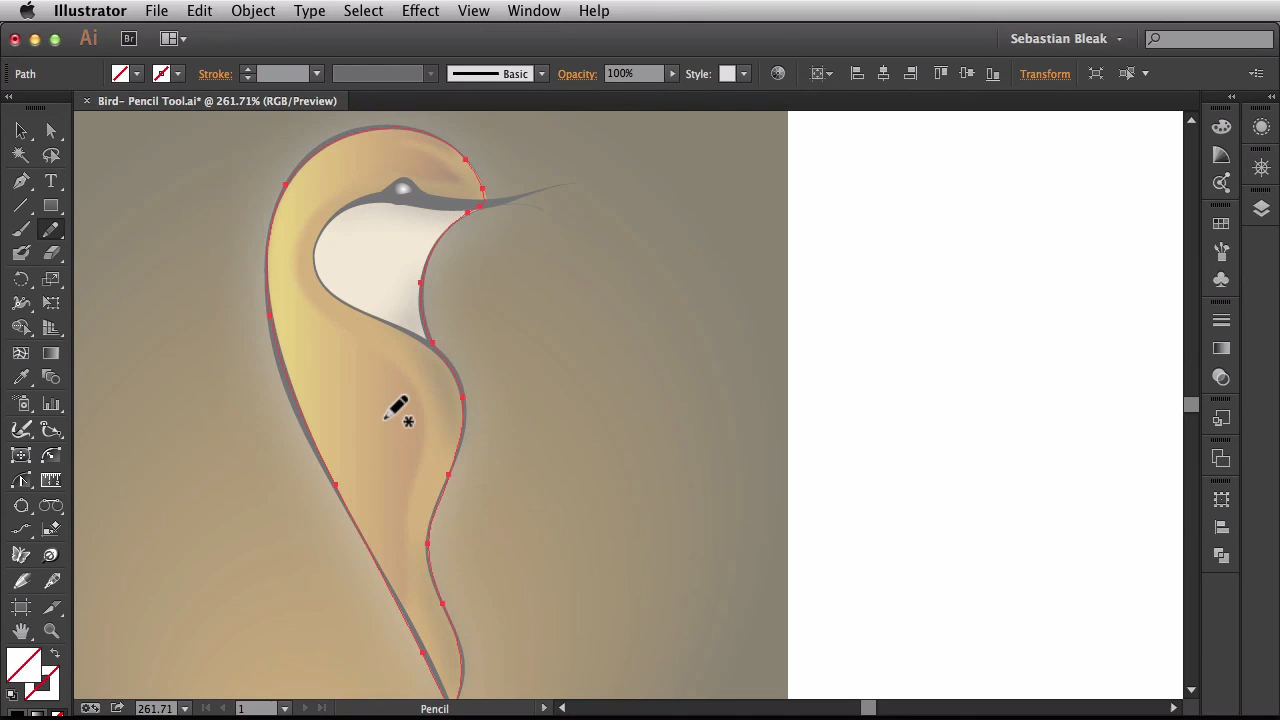 Illustrator File Edit Object Type Select Effect View Window Help
Ai Br Sebastian Bleak
Path Stroke: Basic Opacity: 100% Style: Transform
× Bird– Pencil Tool.ai* @ 261.71% (RGB/Preview)
T
261.71 1 Pencil